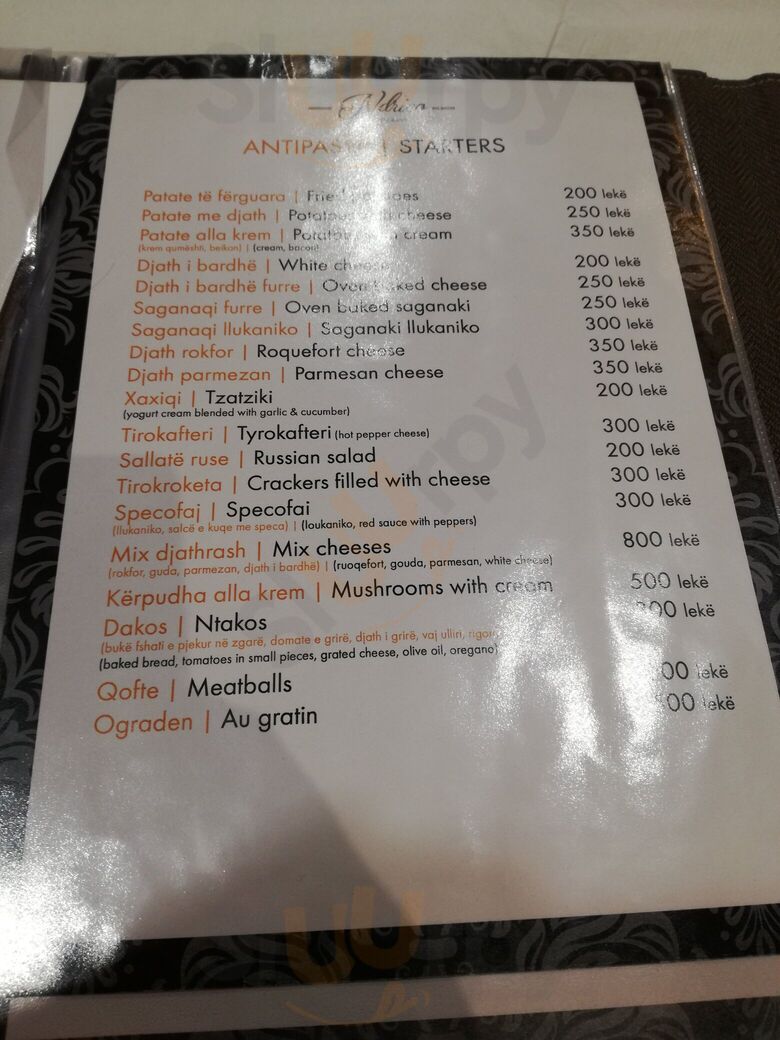 ANTIPASTA | STARTERS
Patate të fërguara | Fried potatoes 200 lekë
Patate me djath | Potatoes with cheese 250 lekë
Patate alla krem | Potatoes with cream 350 lekë
(krem qumështi, beikon) | (cream, bacon)
Djath i bardhë | White cheese 200 lekë
Djath i bardhë furre | Oven baked cheese 250 lekë
Saganaqi furre | Oven baked saganaki 250 lekë
Saganaqi llukaniko | Saganaki llukaniko 300 lekë
Djath rokfor | Roquefort cheese 350 lekë
Djath parmezan | Parmesan cheese 350 lekë
Xaxiqi | Tzatziki 200 lekë
(yogurt cream blended with garlic & cucumber)
Tirokafteri | Tyrokafteri (hot pepper cheese) 300 lekë
Sallatë ruse | Russian salad 200 lekë
Tirokroketa | Crackers filled with cheese 300 lekë
Specofaj | Specofai 300 lekë
(llukaniko, salcë e kuqe me speca) | (loukaniko, red sauce with peppers)
Mix djathrash | Mix cheeses 800 lekë
(rokfor, guda, parmezan, djath i bardhë) | (ruoqefort, gouda, parmesan, white cheese)
Kërpudha alla krem | Mushrooms with cream 500 lekë
Dakos | Ntakos lekë
(bukë fshati e pjekur në zgarë, domate e grirë, djath i grirë, vaj ulliri,
(baked bread, tomatoes in small pieces, grated cheese, olive oil, oregano)
Qofte | Meatballs lekë
Ograden | Au gratin lekë